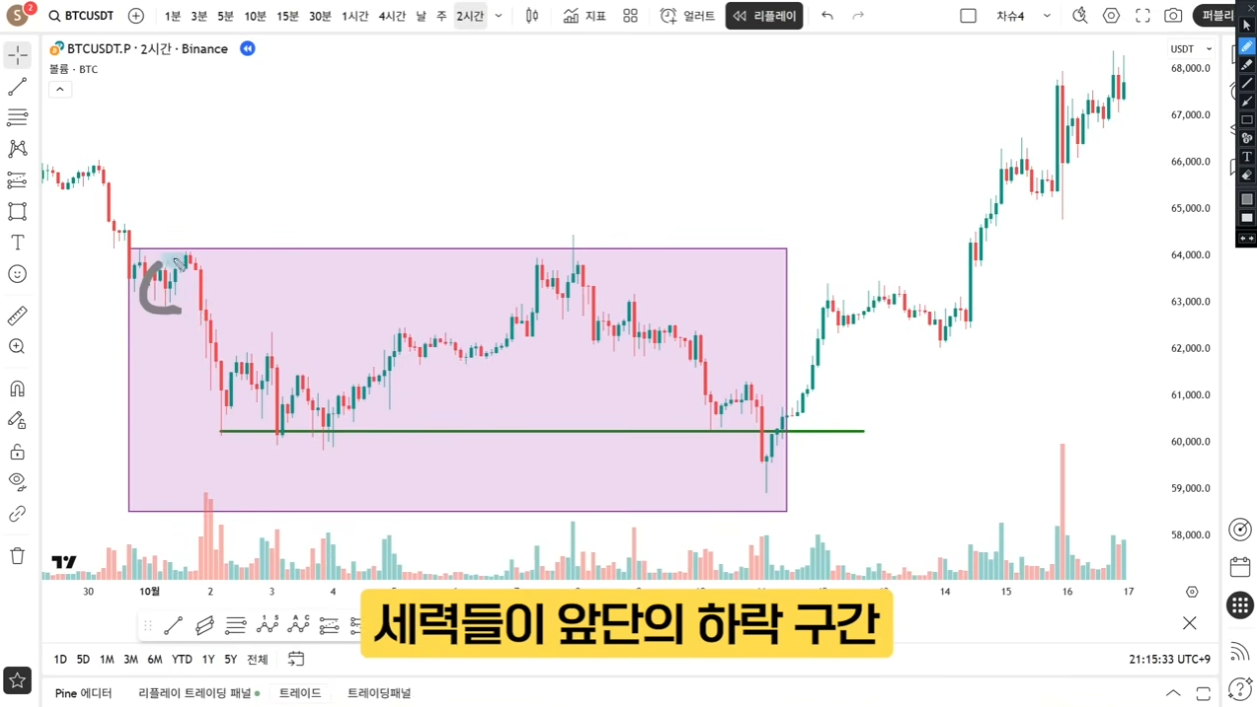 S 2 BTCUSDT 1분 3분 5분 10분 15분 30분 1시간 4시간 날 주 2시간 지표 얼러트 리플레이 차슈4 퍼블리
BTCUSDT.P · 2시간 · Binance
볼륨 · BTC
USDT
68,000.0
67,000.0
66,000.0
65,000.0
64,000.0
63,000.0
62,000.0
61,000.0
60,000.0
59,000.0
58,000.0
30 10월 2 3 4 14 15 16 17
세력들이 앞단의 하락 구간
1D 5D 1M 3M 6M YTD 1Y 5Y 전체 21:15:33 UTC+9
Pine 에디터 리플레이 트레이딩 패널 트레이드 트레이딩패널